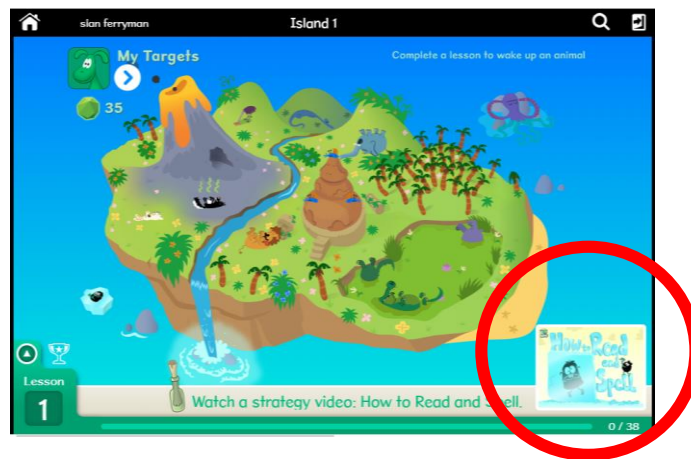 slan ferryman
Island 1
My Targets
Complete a lesson to wake up an animal
35
Lesson
1
Watch a strategy video: How to Read and Spell.
How to Read
and
Spell
0 / 38